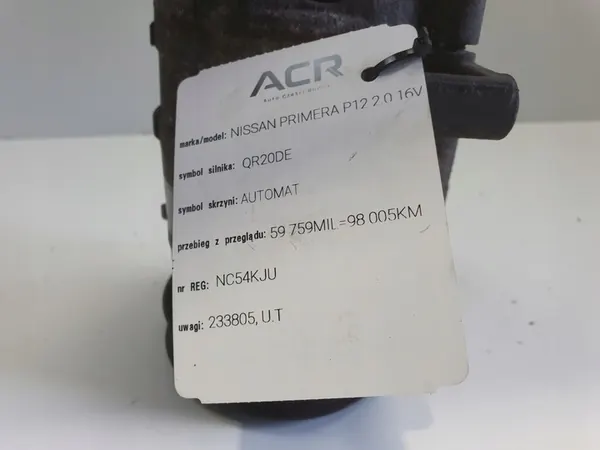 ACR
marka/model: NISSAN PRIMERA P12 2.0 16V
symbol silnika: QR20DE
symbol skrzyni: AUTOMAT
przebieg z przeglądu: 59 759MIL=98 005KM
nr REG: NC54KJU
uwagi: 233805, U.T